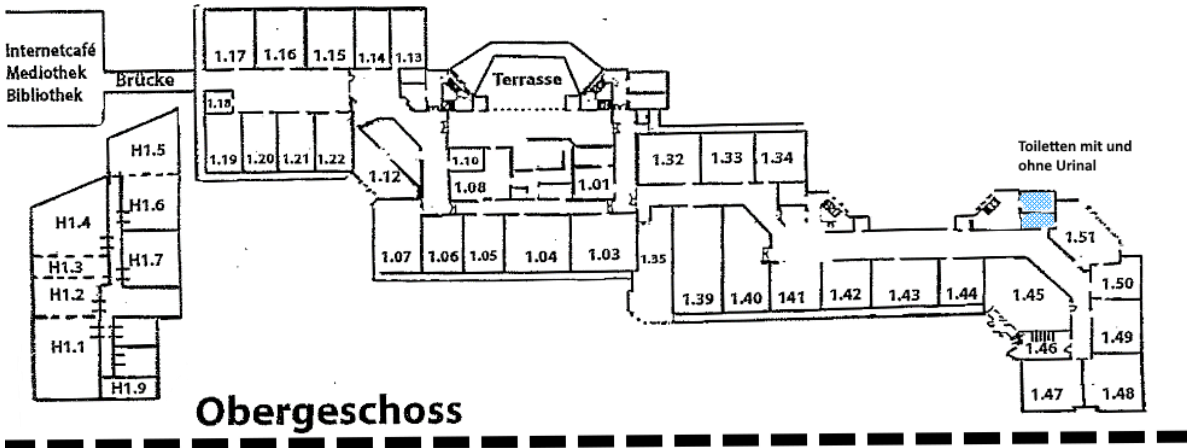 Internetcafé
Mediothek
Bibliothek
Brücke
1.17
1.16
1.15
1.14
1.13
Terrasse
1.18
1.19
1.20
1.21
1.22
1.12
1.10
1.08
1.01
1.32
1.33
1.34
Toiletten mit und
ohne Urinal
H1.5
H1.6
H1.4
H1.3
H1.7
H1.2
H1.1
H1.9
1.07
1.06
1.05
1.04
1.03
1.35
1.39
1.40
141
1.42
1.43
1.44
1.45
1.51
1.50
1.49
1.46
1.47
1.48
Obergeschoss